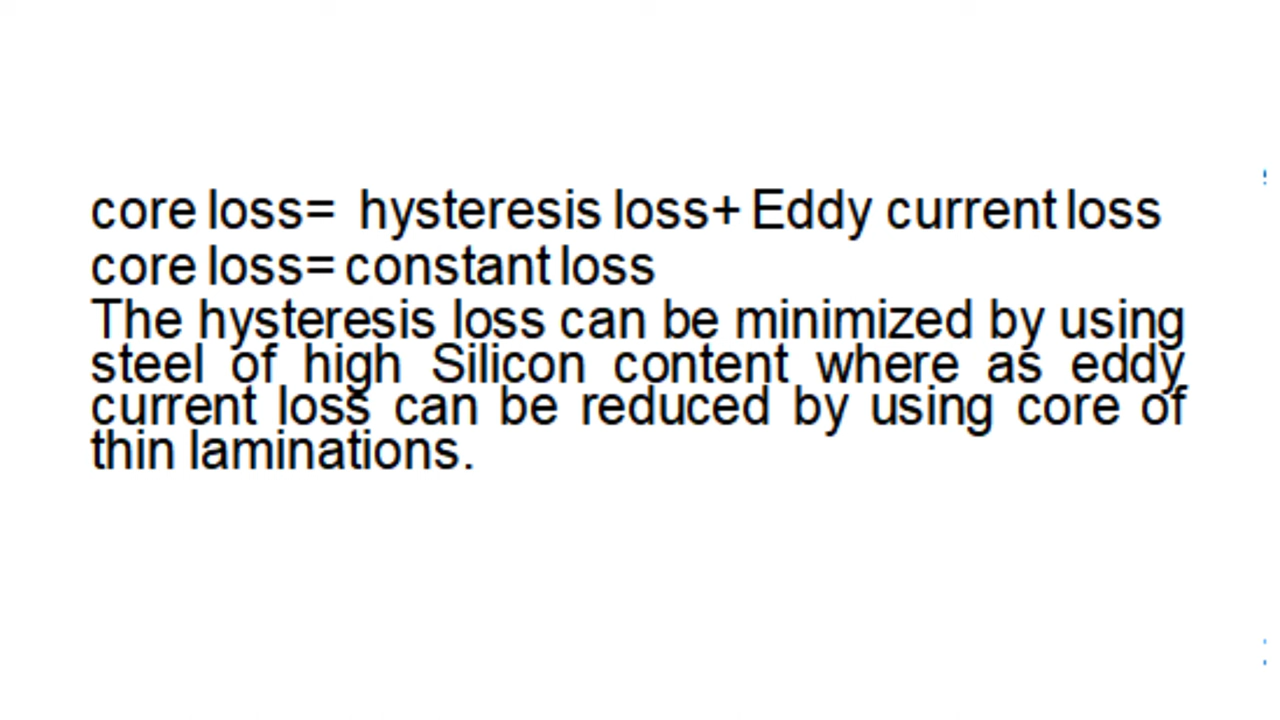 core loss= hysteresis loss+ Eddy current loss
core loss= constant loss
The hysteresis loss can be minimized by using
steel of high Silicon content where as eddy
current loss can be reduced by using core of
thin laminations.